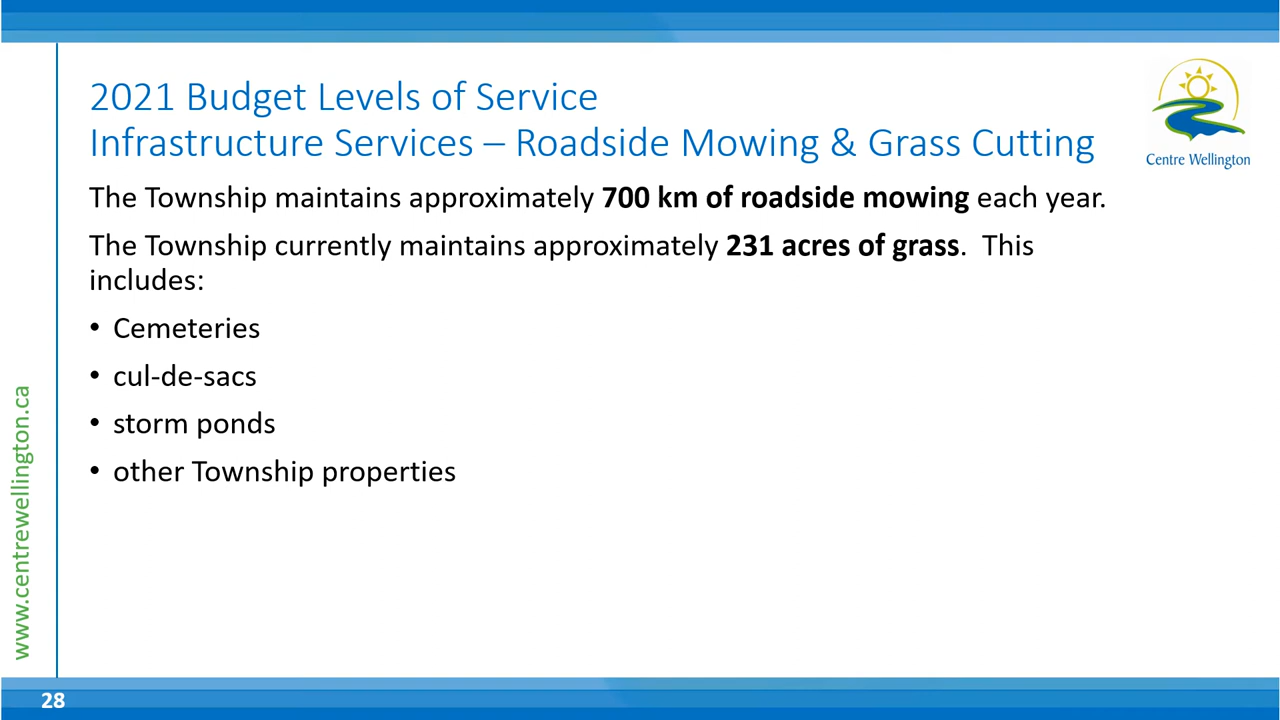 2021 Budget Levels of Service
Infrastructure Services – Roadside Mowing & Grass Cutting
Centre Wellington
The Township maintains approximately 700 km of roadside mowing each year.
The Township currently maintains approximately 231 acres of grass.  This
includes:
• Cemeteries
• cul-de-sacs
• storm ponds
• other Township properties
www.centrewellington.ca
28